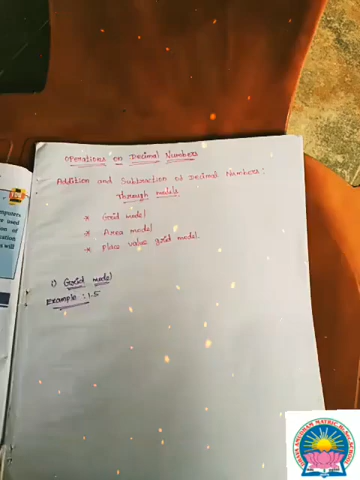 Operations on Decimal Numbers
Addition and Subtraction of Decimal Numbers:
Through models
* Grid model
* Area model
* Place value grid model.
1) Grid model
Example : 1.5